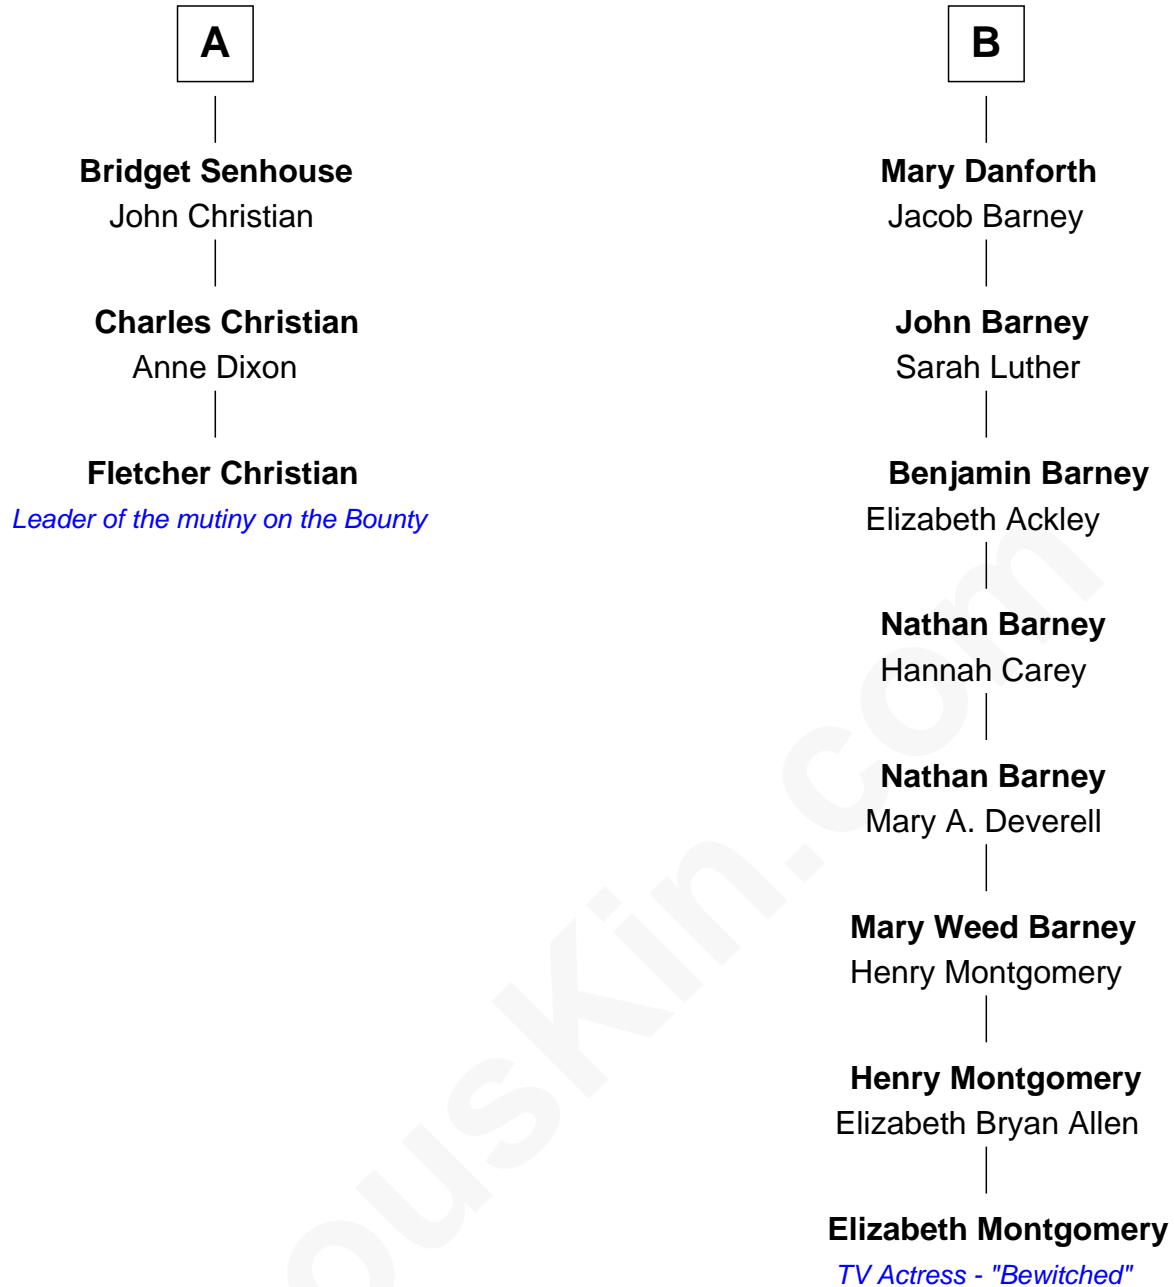 A
Bridget Senhouse
John Christian
Charles Christian
Anne Dixon
Fletcher Christian
Leader of the mutiny on the Bounty
B
Mary Danforth
Jacob Barney
John Barney
Sarah Luther
Benjamin Barney
Elizabeth Ackley
Nathan Barney
Hannah Carey
Nathan Barney
Mary A. Deverell
Mary Weed Barney
Henry Montgomery
Henry Montgomery
Elizabeth Bryan Allen
Elizabeth Montgomery
TV Actress - "Bewitched"
ousKin.com